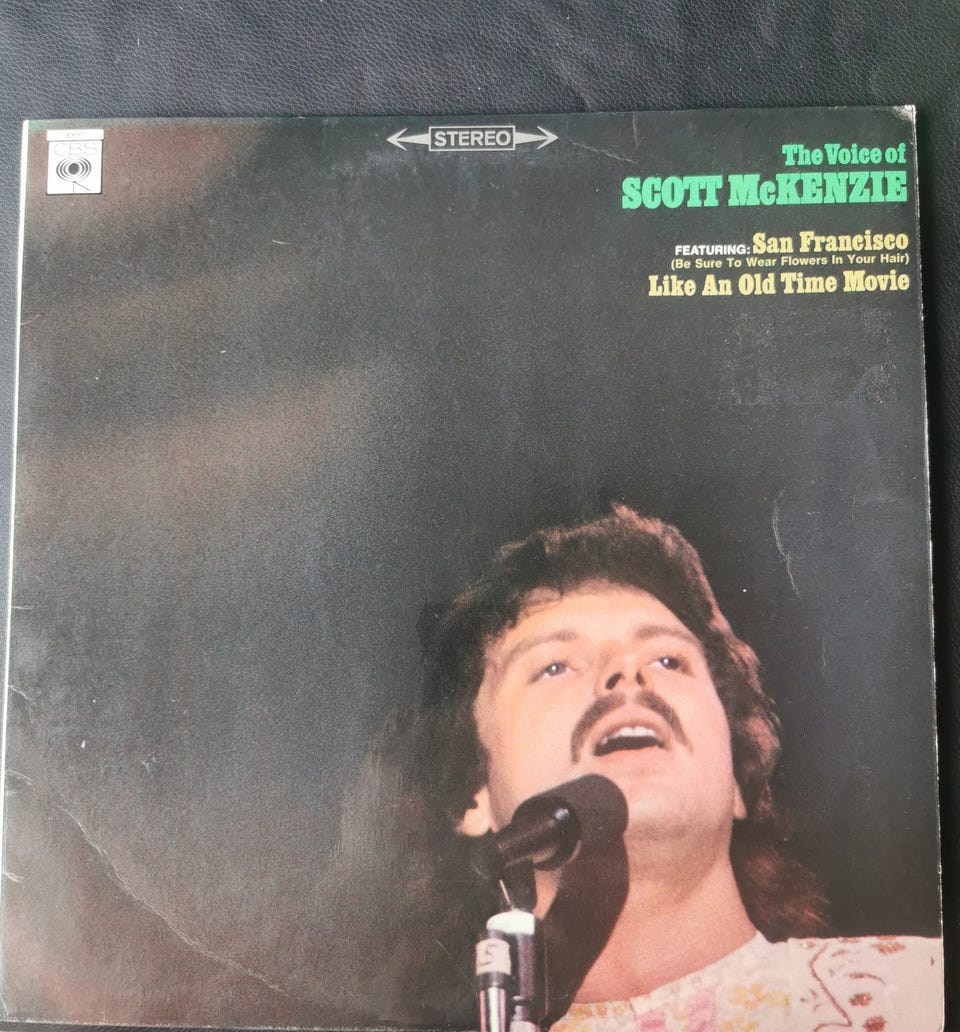 CBS
STEREO
The Voice of
SCOTT McKENZIE
FEATURING: San Francisco
(Be Sure To Wear Flowers In Your Hair)
Like An Old Time Movie